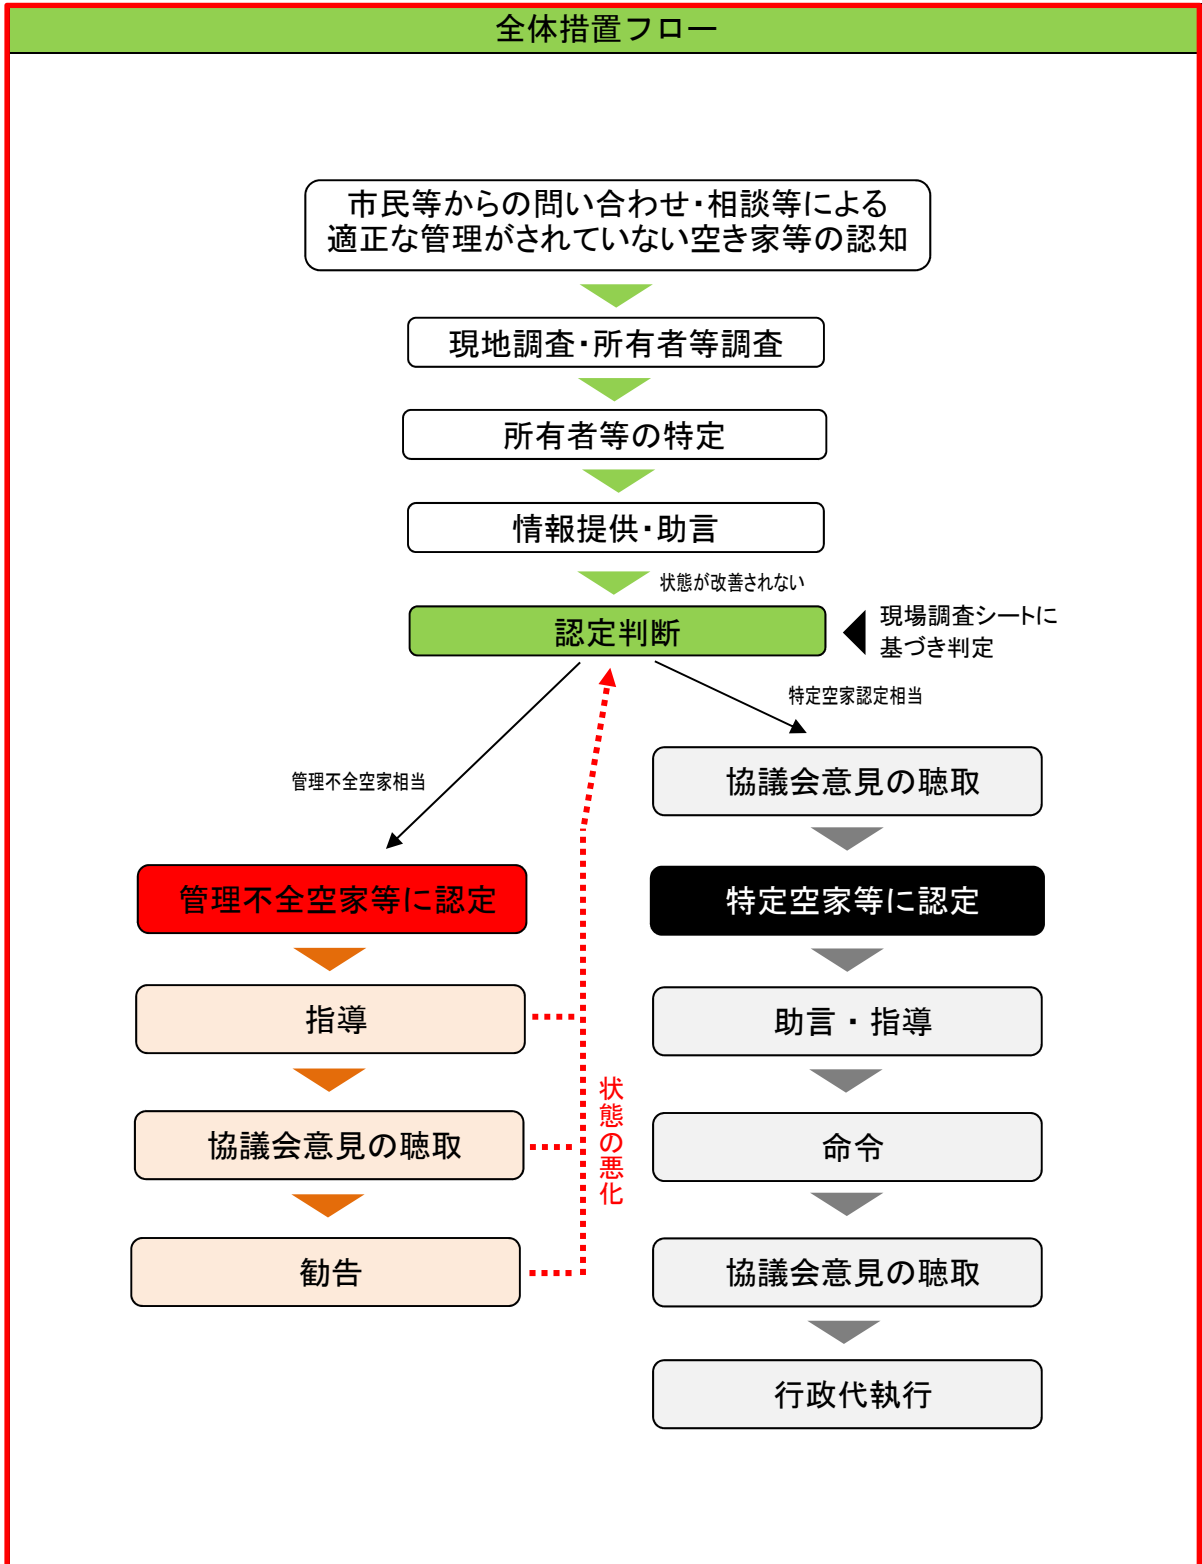 全体措置フロー
市民等からの問い合わせ・相談等による
適正な管理がされていない空き家等の認知
現地調査・所有者等調査
所有者等の特定
情報提供・助言
状態が改善されない
認定判断
現場調査シートに
基づき判定
特定空家認定相当
管理不全空家相当
協議会意見の聴取
管理不全空家等に認定
特定空家等に認定
指導
助言・指導
状態の悪化
協議会意見の聴取
命令
勧告
協議会意見の聴取
行政代執行